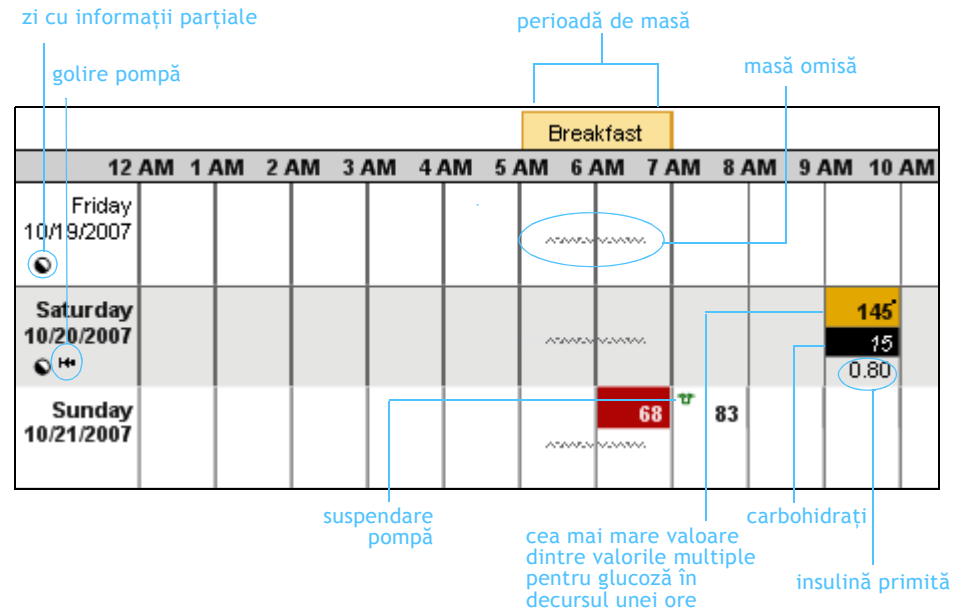 zi cu informații parțiale
perioadă de masă
golire pompă
masă omisă
Breakfast
12 AM 1 AM 2 AM 3 AM 4 AM 5 AM 6 AM 7 AM 8 AM 9 AM 10 AM
Friday
10/19/2007
Saturday
10/20/2007
145
15
0.80
Sunday
10/21/2007
68
83
suspendare
pompă
cea mai mare valoare
dintre valorile multiple
pentru glucoză în
decursul unei ore
carbohidrați
insulină primită